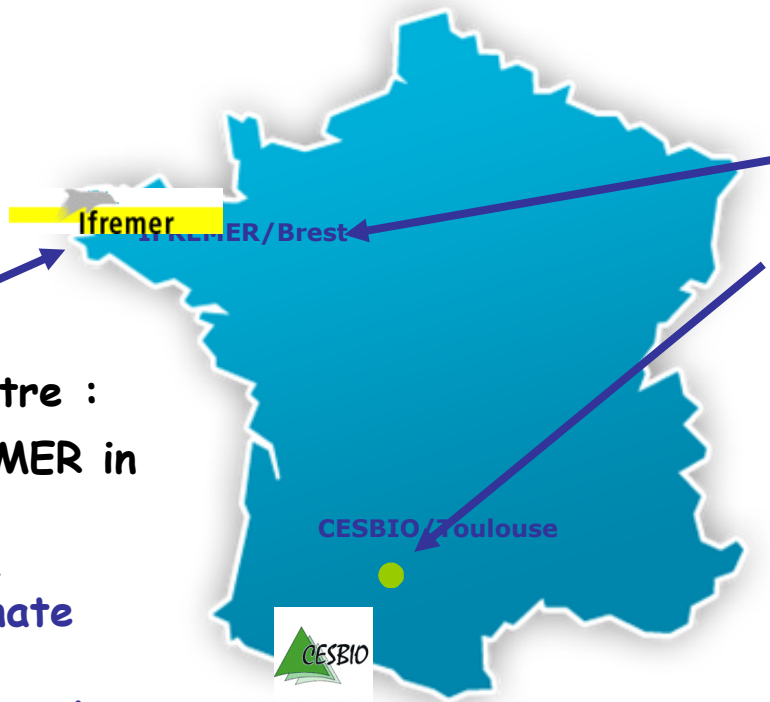 Ifremer
IFREMER/Brest
tre :
MER in
nate
CESBIO/Toulouse
CESBIO